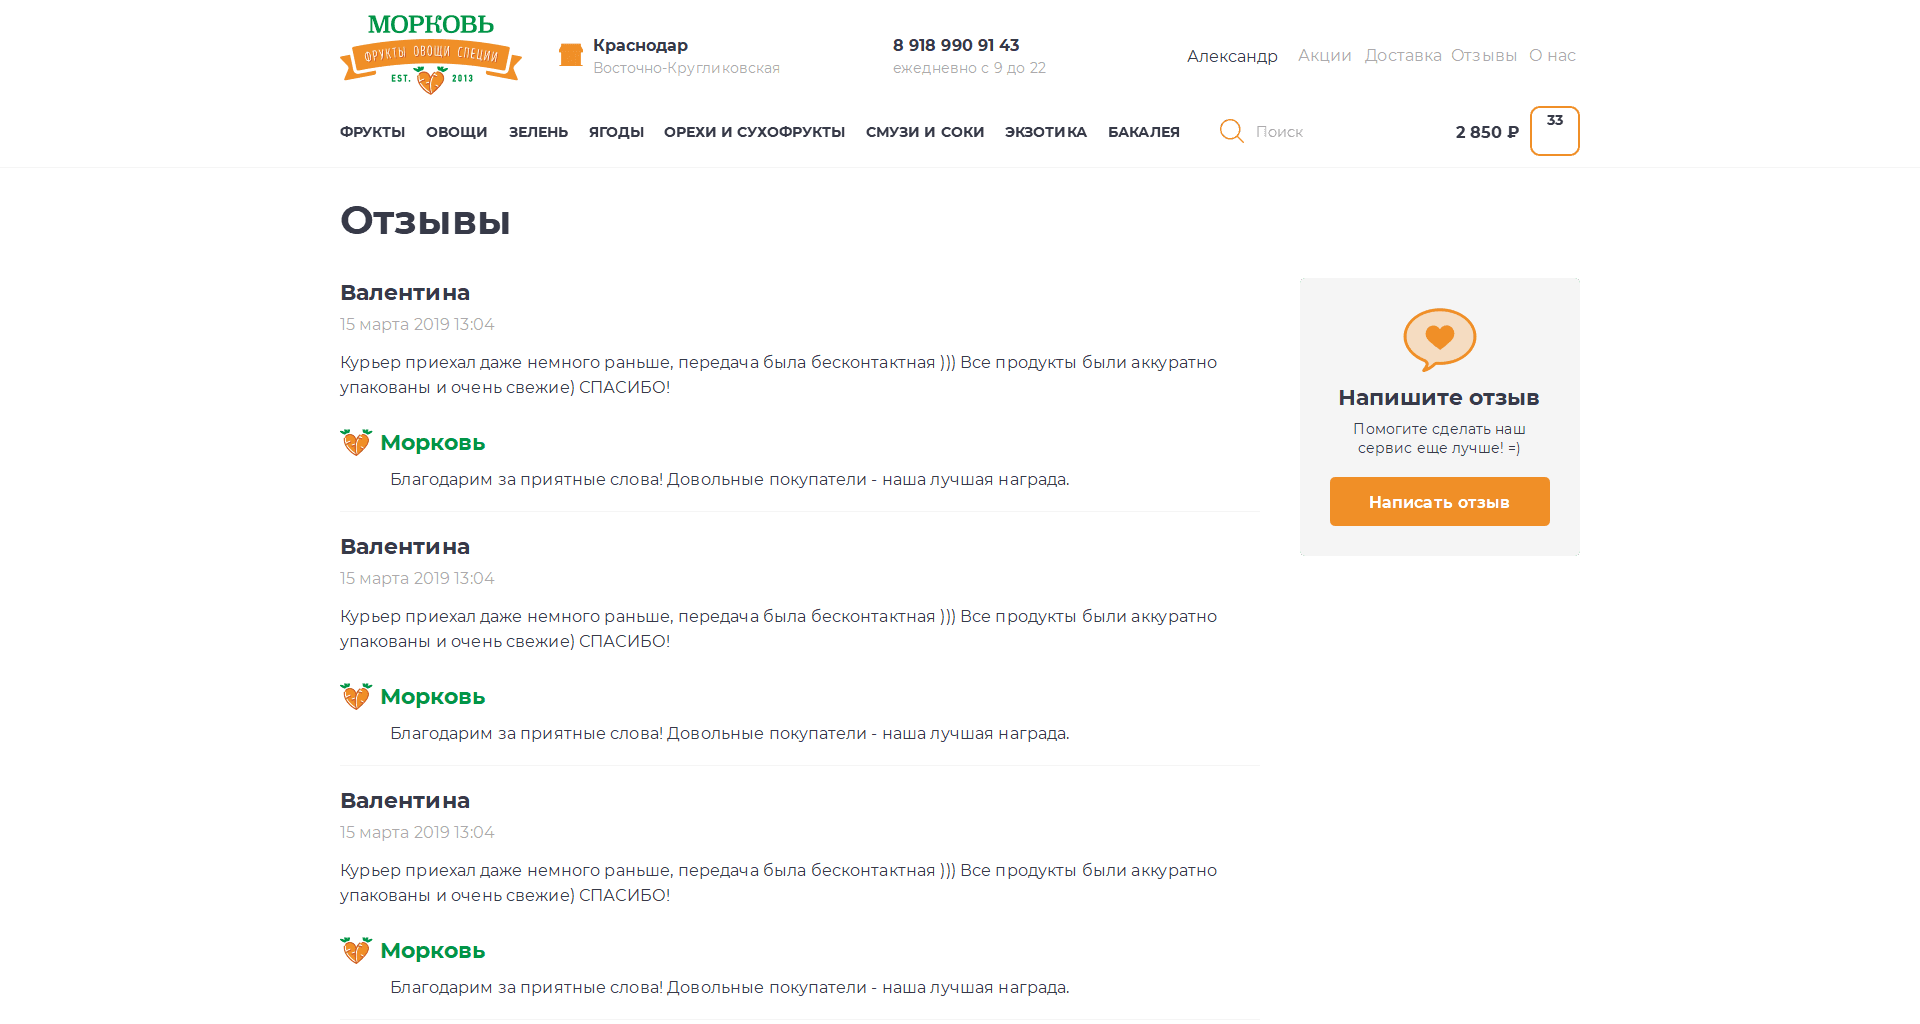 МОРКОВЬ
ФРУКТЫ ОВОЩИ СПЕЦИИ
EST. 2013
Краснодар
Восточно-Кругликовская
8 918 990 91 43
ежедневно с 9 до 22
Александр Акции Доставка Отзывы О нас
ФРУКТЫ ОВОЩИ ЗЕЛЕНЬ ЯГОДЫ ОРЕХИ И СУХОФРУКТЫ СМУЗИ И СОКИ ЭКЗОТИКА БАКАЛЕЯ Поиск 2 850 ₽ 33
Отзывы
Валентина
15 марта 2019 13:04
Курьер приехал даже немного раньше, передача была бесконтактная ))) Все продукты были аккуратно
упакованы и очень свежие) СПАСИБО!
Морковь
Благодарим за приятные слова! Довольные покупатели - наша лучшая награда.
Валентина
15 марта 2019 13:04
Курьер приехал даже немного раньше, передача была бесконтактная ))) Все продукты были аккуратно
упакованы и очень свежие) СПАСИБО!
Морковь
Благодарим за приятные слова! Довольные покупатели - наша лучшая награда.
Валентина
15 марта 2019 13:04
Курьер приехал даже немного раньше, передача была бесконтактная ))) Все продукты были аккуратно
упакованы и очень свежие) СПАСИБО!
Морковь
Благодарим за приятные слова! Довольные покупатели - наша лучшая награда.
Напишите отзыв
Помогите сделать наш
сервис еще лучше! =)
Написать отзыв